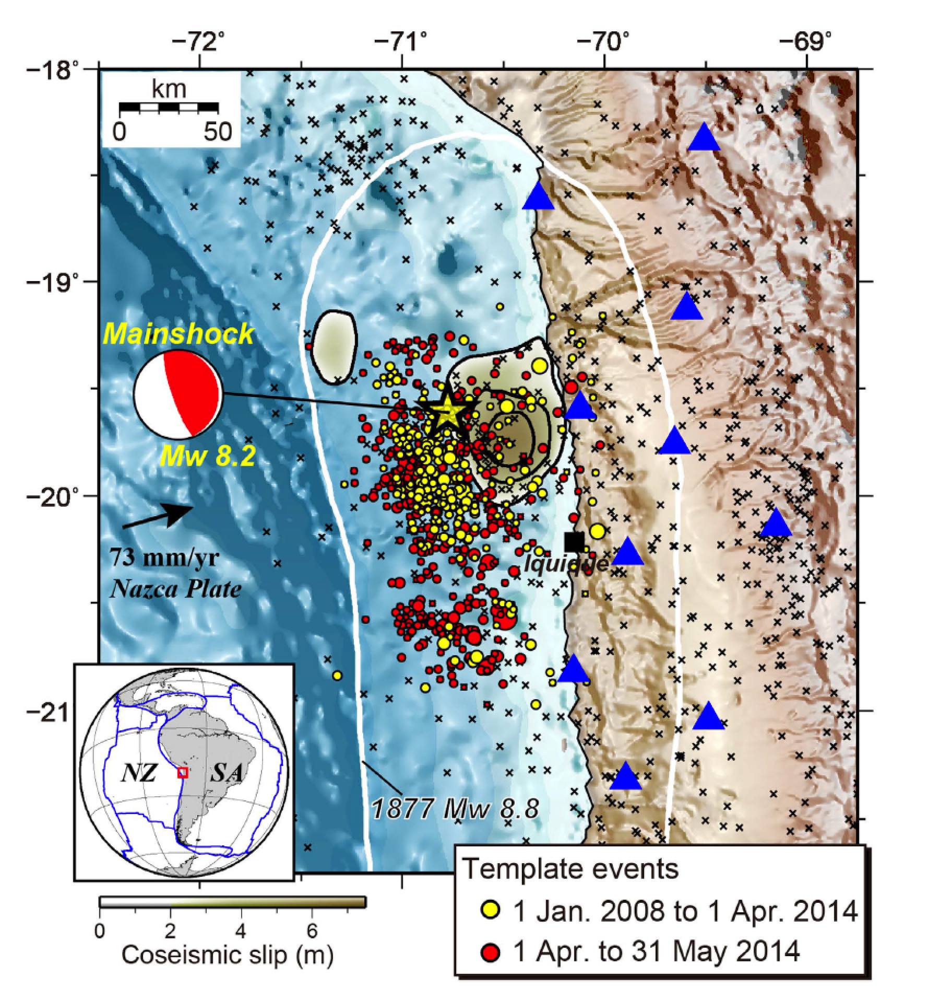 −72° −71° −70° −69°
−18°
km
0 50
−19°
Mainshock
Mw 8.2
−20°
73 mm/yr
Nazca Plate
Iquique
−21
NZ SA
1877 Mw 8.8
Template events
1 Jan. 2008 to 1 Apr. 2014
1 Apr. to 31 May 2014
0 2 4 6
Coseismic slip (m)